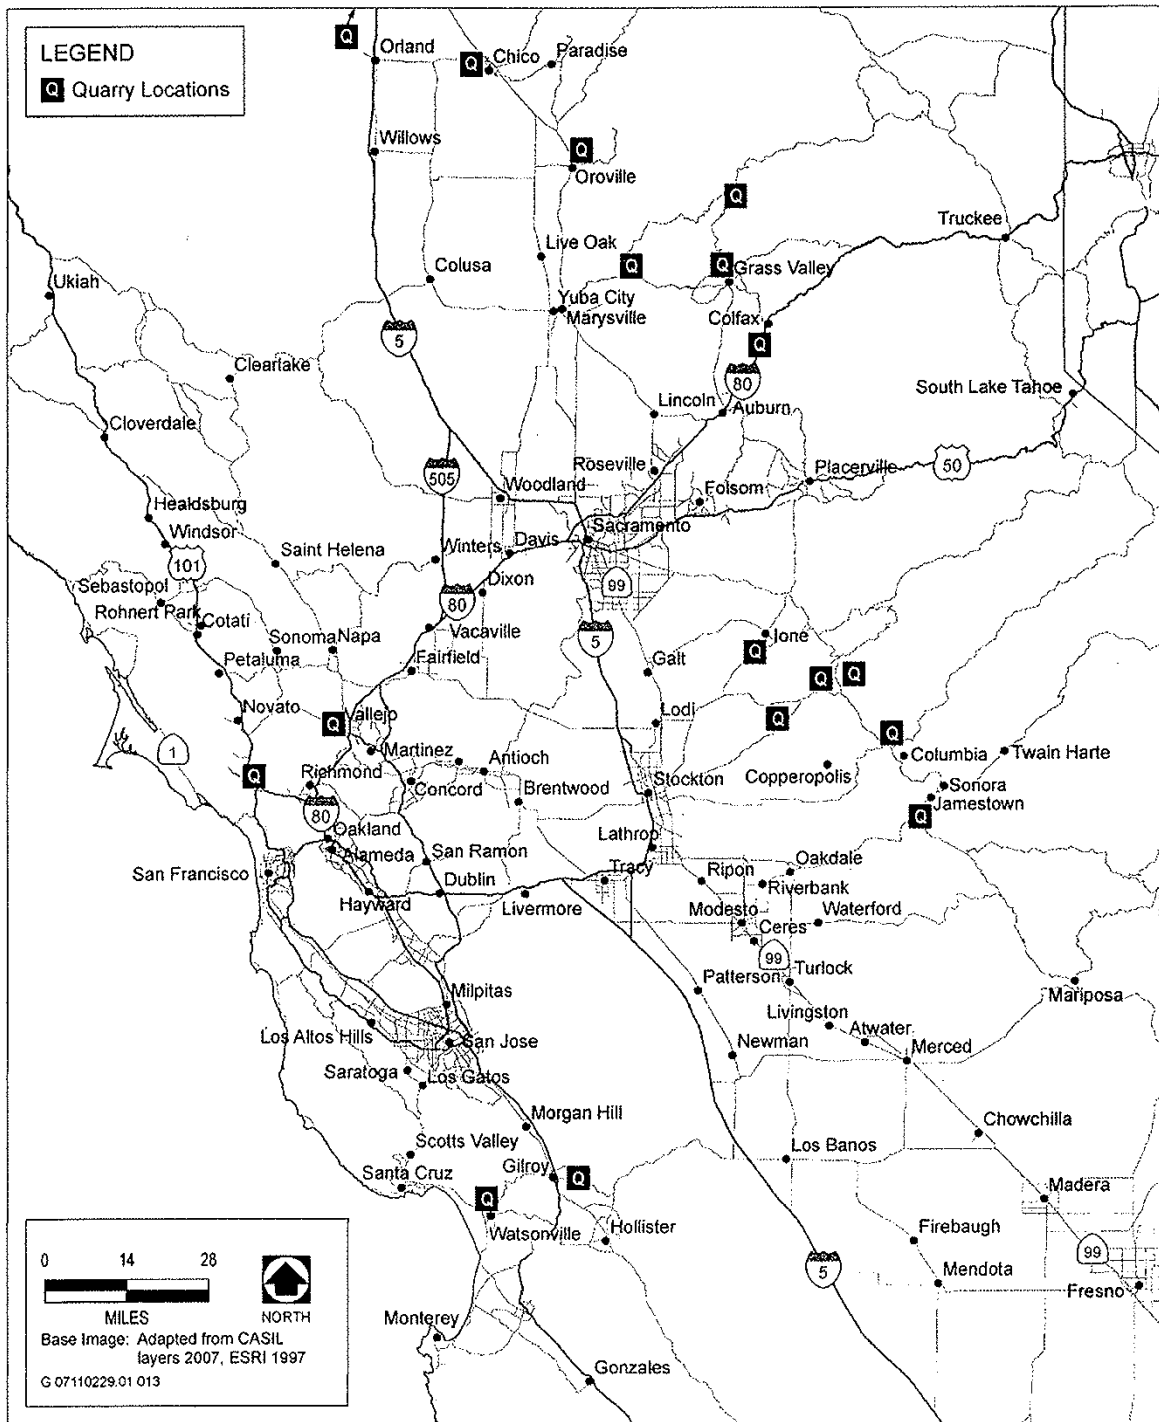 LEGEND
Q Quarry Locations
Q
Orland
Q
Chico
Paradise
Willows
Q
Oroville
Q
Truckee
Live Oak
Q
Q
Grass Valley
Colusa
Ukiah
Yuba City
Marysville
Colfax
5
Q
Clearlake
80
South Lake Tahoe
Lincoln
Auburn
Cloverdale
Roseville
Placerville
50
505
Woodland
Folsom
Healdsburg
Sacramento
Windsor
Saint Helena
Winters
Davis
101
Sebastopol
Dixon
99
Rohnert Park
80
Cotati
Sonoma
Napa
Vacaville
5
Ione
Petaluma
Fairfield
Galt
Q
Q
Q
Novato
Q
Vallejo
Lodi
Q
Q
1
Martinez
Antioch
Columbia
Twain Harte
Q
Richmond
Concord
Brentwood
Stockton
Copperopolis
Sonora
Jamestown
80
Q
Oakland
Lathrop
Alameda
San Ramon
San Francisco
Tracy
Ripon
Oakdale
Riverbank
Hayward
Dublin
Livermore
Modesto
Waterford
Ceres
99
Patterson
Turlock
Milpitas
Mariposa
Livingston
Los Altos Hills
San Jose
Newman
Atwater
Merced
Saratoga
Los Gatos
Morgan Hill
Chowchilla
Scotts Valley
Los Banos
Santa Cruz
Gilroy
Q
Q
Madera
Watsonville
Hollister
Firebaugh
99
5
Mendota
Fresno
Monterey
Gonzales
0 14 28
MILES
NORTH
Base Image: Adapted from CASIL
layers 2007, ESRI 1997
G 07110229.01 013